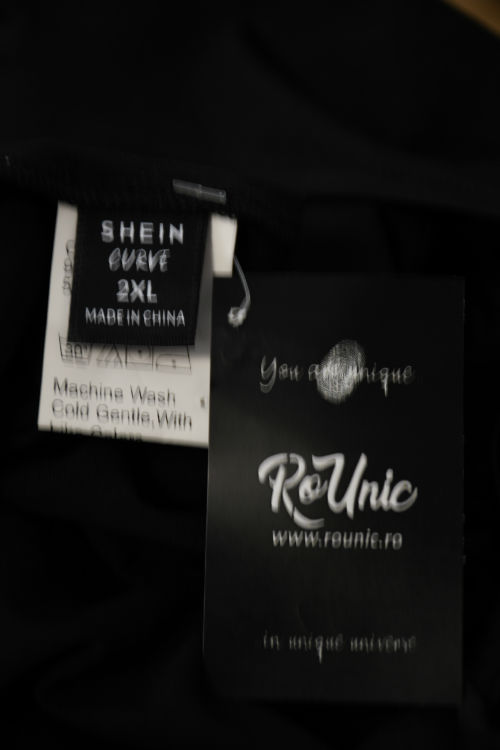 SHEIN
CURVE
2XL
MADE IN CHINA
30
Machine Wash
Cold Gentle,With
You are unique
RoUnic
www.rounic.ro
in unique universe